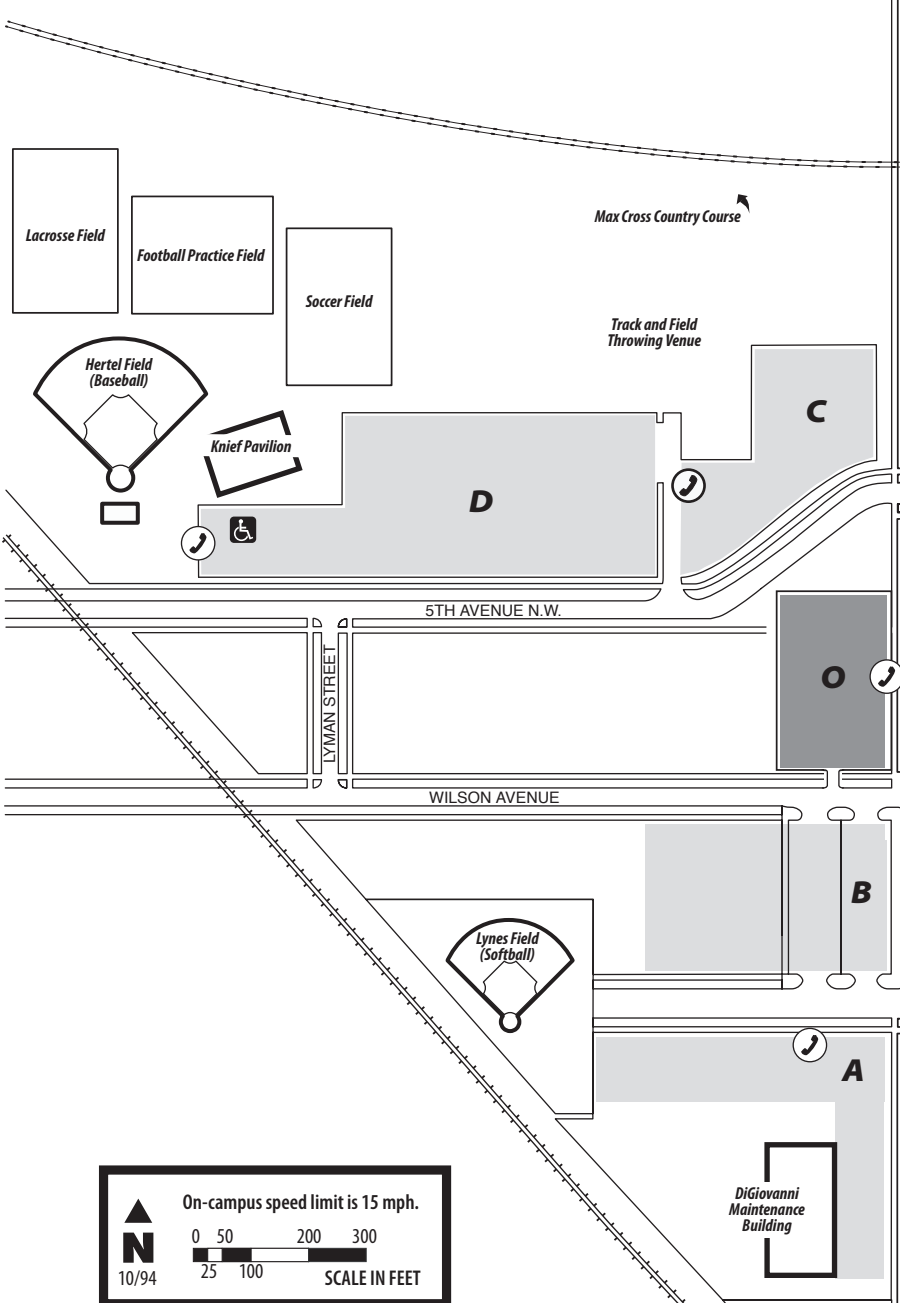 Max Cross Country Course
Lacrosse Field
Football Practice Field
Soccer Field
Track and Field
Throwing Venue
Hertel Field
(Baseball)
C
Knief Pavilion
D
5TH AVENUE N.W.
LYMAN STREET
O
WILSON AVENUE
B
Lynes Field
(Softball)
A
DiGiovanni
Maintenance
Building
On-campus speed limit is 15 mph.
0 50 200 300
25 100
N
10/94
SCALE IN FEET